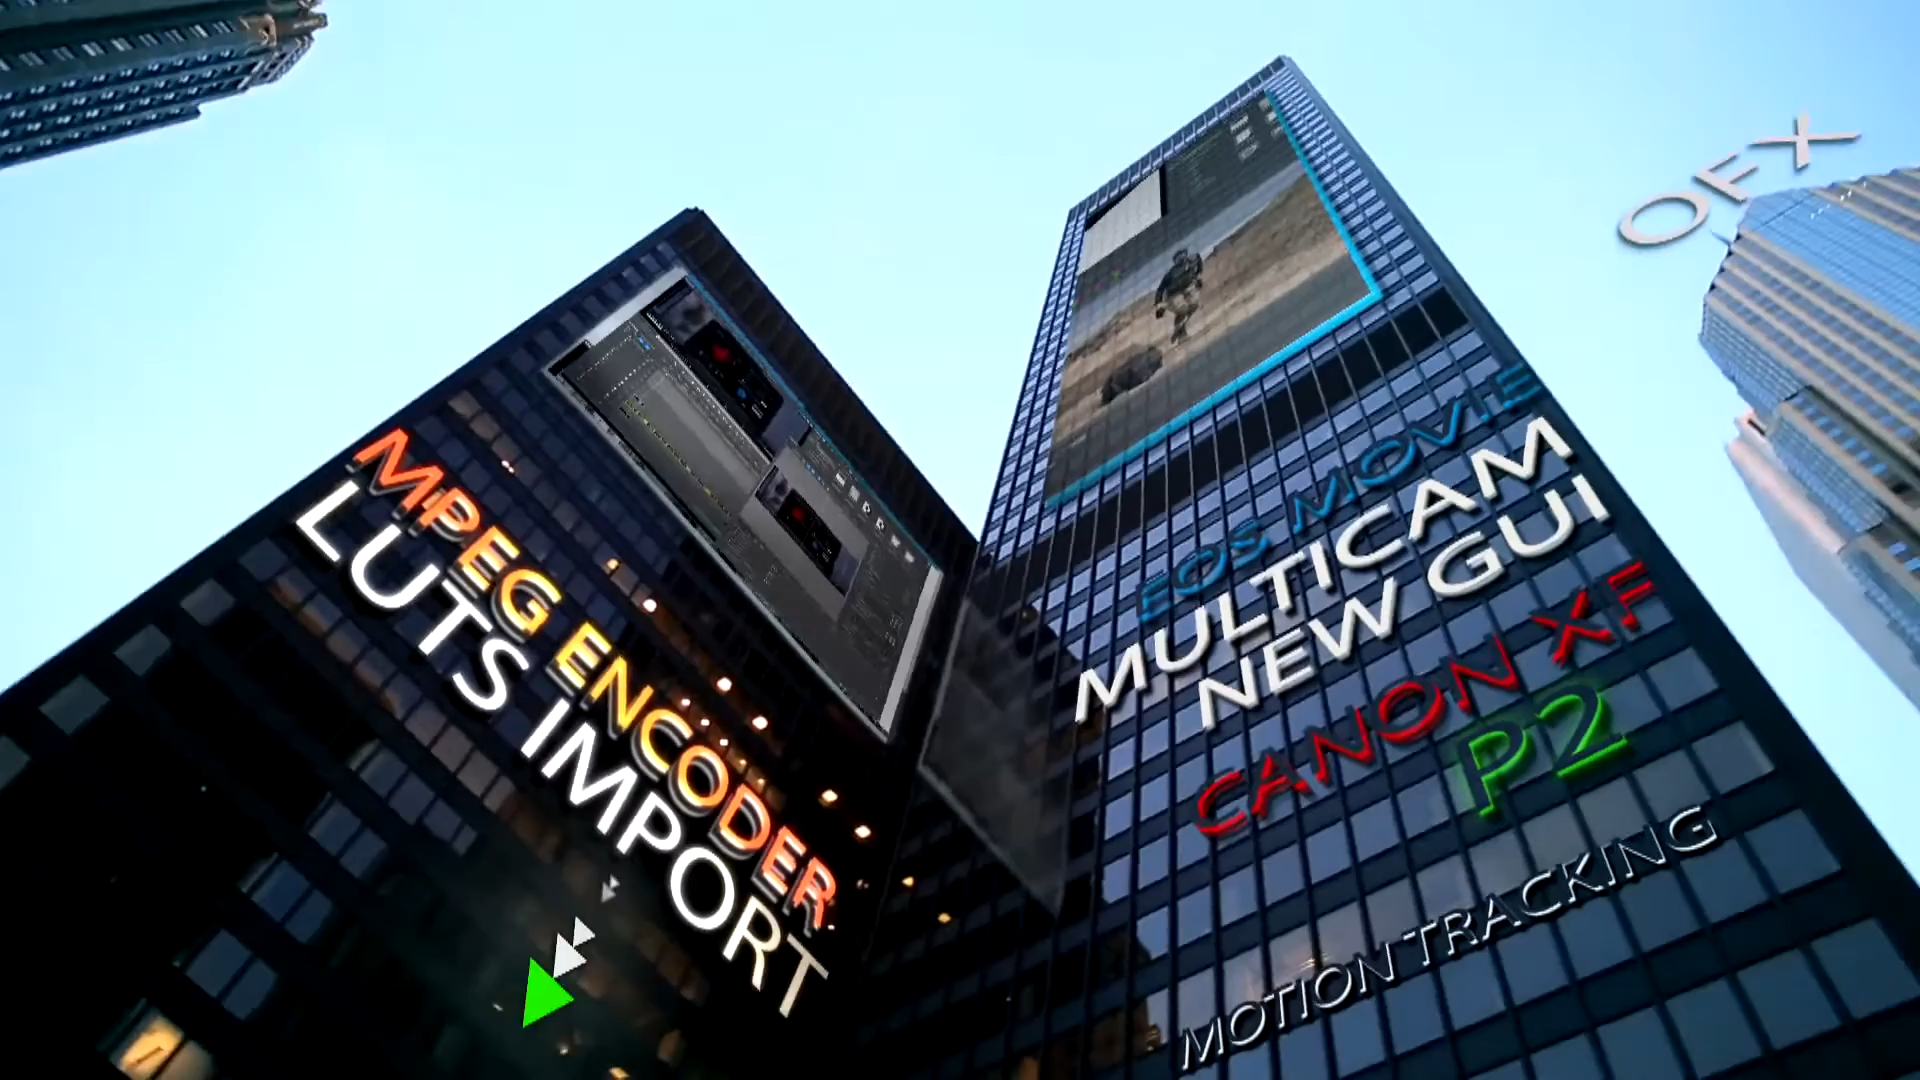 OFX
MPEG ENCODER
LUTS IMPORT
EOS MOVIE
MULTICAM
NEW GUI
CANON XF
P2
MOTION TRACKING